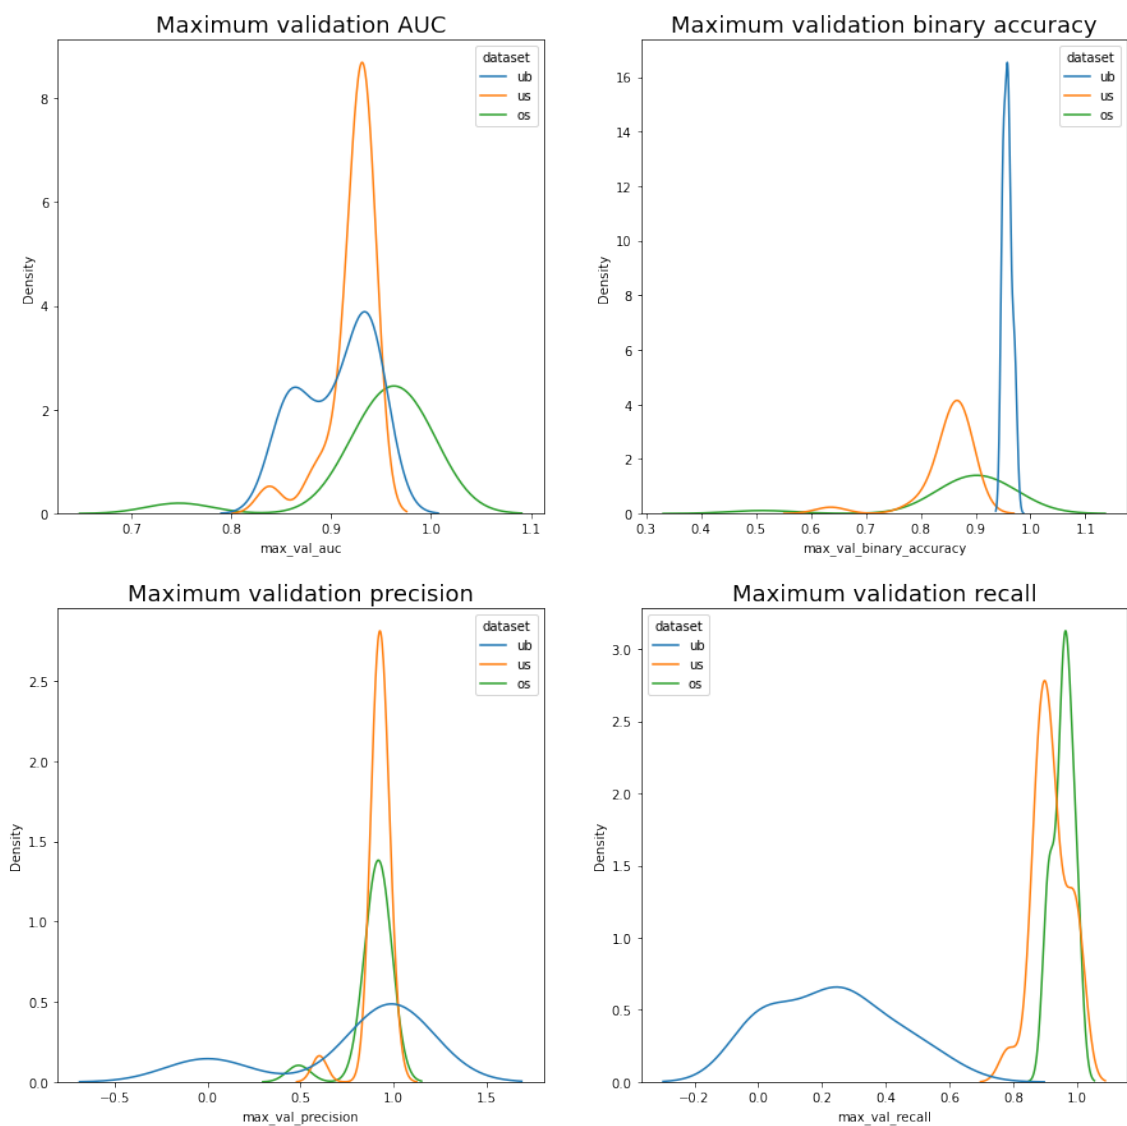 Maximum validation AUC
dataset
ub
us
os
8
6
4
2
0
Density
0.7 0.8 0.9 1.0 1.1
max_val_auc
Maximum validation binary accuracy
dataset
ub
us
os
16
14
12
10
8
6
4
2
0
Density
0.3 0.4 0.5 0.6 0.7 0.8 0.9 1.0 1.1
max_val_binary_accuracy
Maximum validation precision
dataset
ub
us
os
2.5
2.0
1.5
1.0
0.5
0.0
Density
−0.5 0.0 0.5 1.0 1.5
max_val_precision
Maximum validation recall
dataset
ub
us
os
3.0
2.5
2.0
1.5
1.0
0.5
0.0
Density
−0.2 0.0 0.2 0.4 0.6 0.8 1.0
max_val_recall